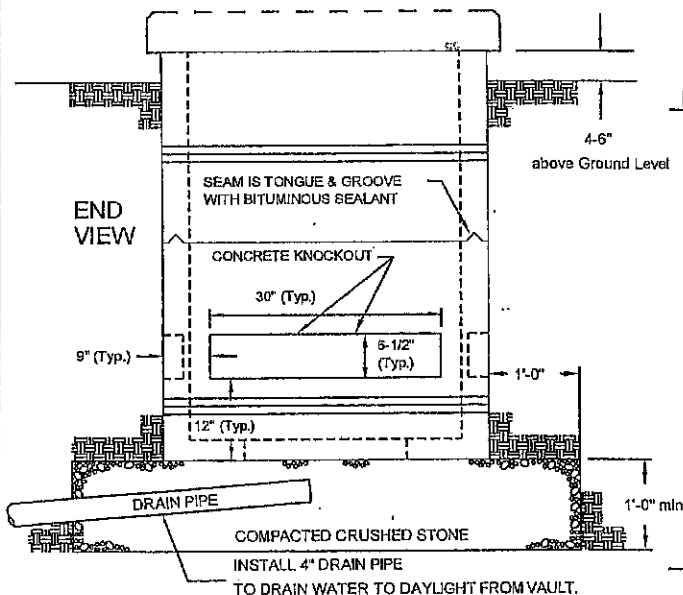 4-6"
above Ground Level
SEAM IS TONGUE & GROOVE
WITH BITUMINOUS SEALANT
END
VIEW
CONCRETE KNOCKOUT
30" (Typ.)
9" (Typ.)
6-1/2"
(Typ.)
1'-0"
12" (Typ.)
1'-0" min
DRAIN PIPE
COMPACTED CRUSHED STONE
INSTALL 4" DRAIN PIPE
TO DRAIN WATER TO DAYLIGHT FROM VAULT.